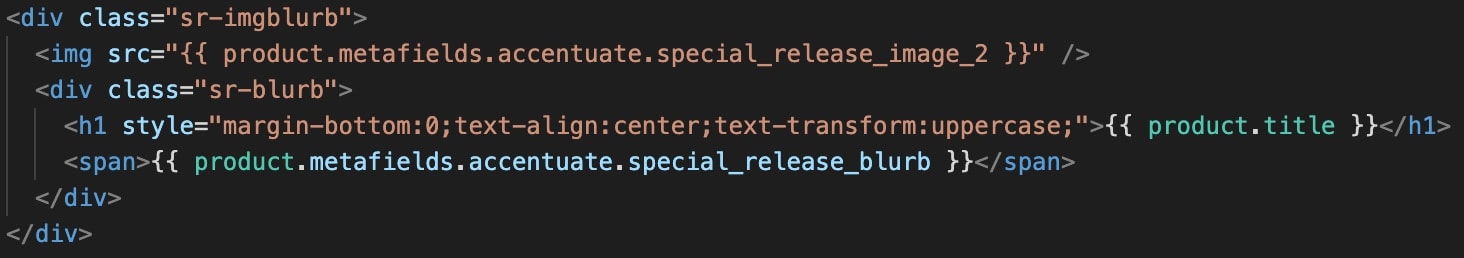 <div class="sr-imgblurb">
<img src="{{ product.metafields.accentuate.special_release_image_2 }}" />
<div class="sr-blurb">
<h1 style="margin-bottom:0;text-align:center;text-transform:uppercase;">{{ product.title }}</h1>
<span>{{ product.metafields.accentuate.special_release_blurb }}</span>
</div>
</div>